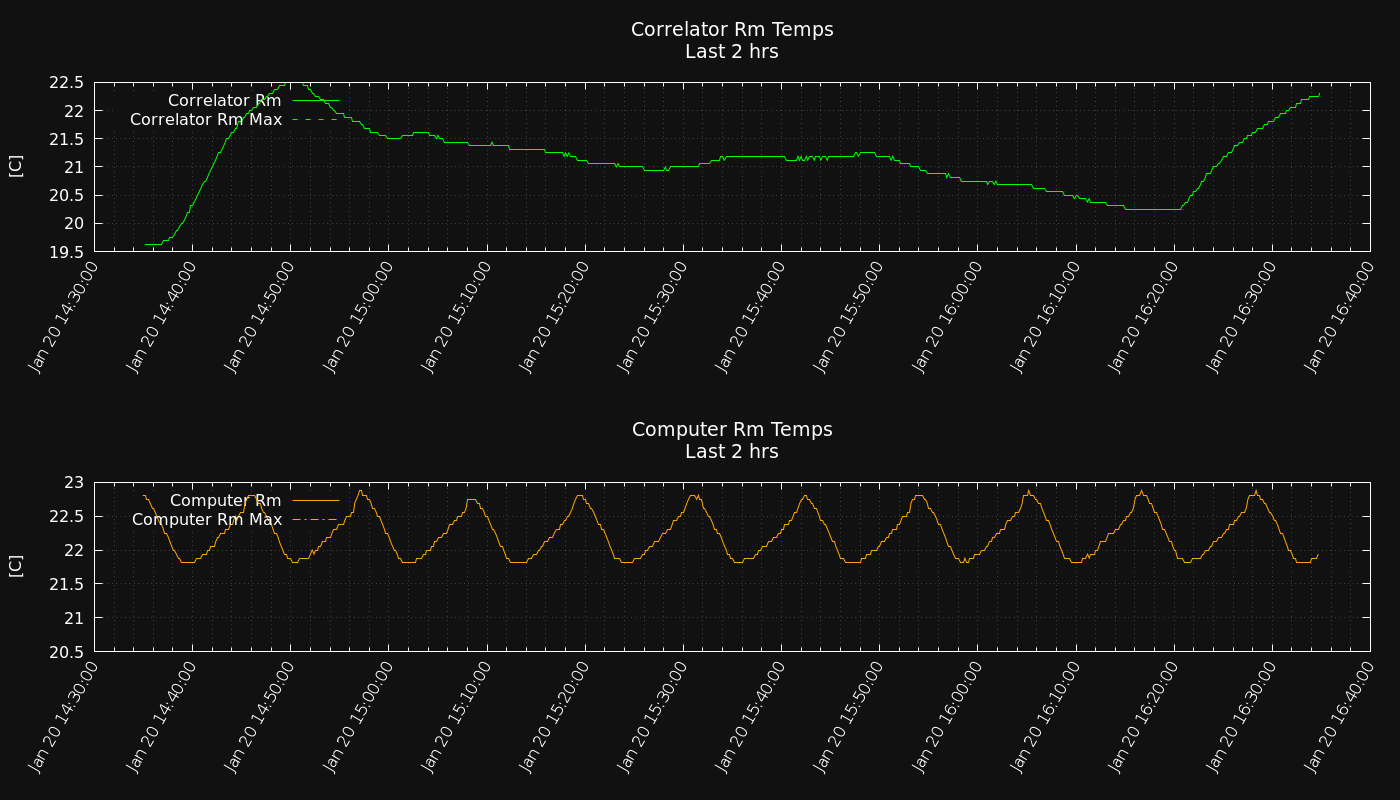 Correlator Rm Temps
Last 2 hrs
22.5
22
21.5
21
20.5
20
19.5
[C]
Correlator Rm
Correlator Rm Max
Jan 20 14:30:00
Jan 20 14:40:00
Jan 20 14:50:00
Jan 20 15:00:00
Jan 20 15:10:00
Jan 20 15:20:00
Jan 20 15:30:00
Jan 20 15:40:00
Jan 20 15:50:00
Jan 20 16:00:00
Jan 20 16:10:00
Jan 20 16:20:00
Jan 20 16:30:00
Jan 20 16:40:00
Computer Rm Temps
Last 2 hrs
23
22.5
22
21.5
21
20.5
[C]
Computer Rm
Computer Rm Max
Jan 20 14:30:00
Jan 20 14:40:00
Jan 20 14:50:00
Jan 20 15:00:00
Jan 20 15:10:00
Jan 20 15:20:00
Jan 20 15:30:00
Jan 20 15:40:00
Jan 20 15:50:00
Jan 20 16:00:00
Jan 20 16:10:00
Jan 20 16:20:00
Jan 20 16:30:00
Jan 20 16:40:00